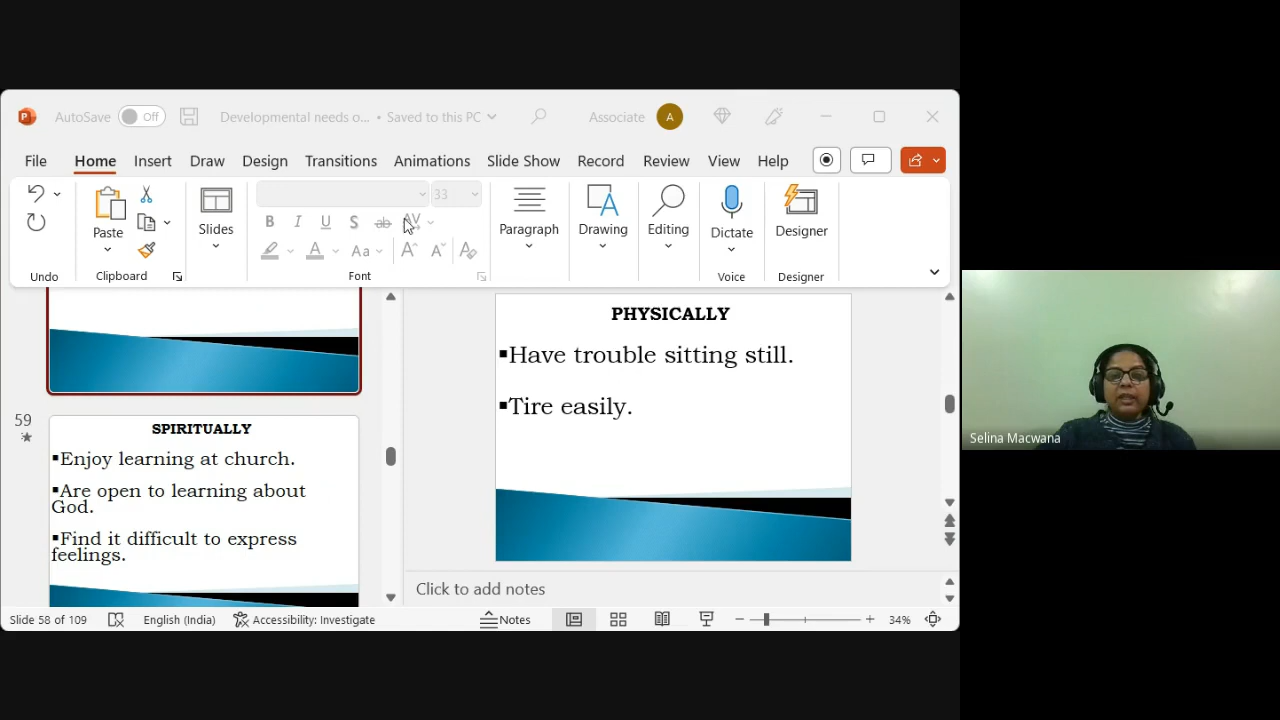 AutoSave Off Developmental needs o... • Saved to this PC Associate A
File Home Insert Draw Design Transitions Animations Slide Show Record Review View Help
33
Paste Slides B I U S ab AV Aa A A A Paragraph Drawing Editing Dictate Designer
Undo Clipboard Font Voice Designer
PHYSICALLY
▪Have trouble sitting still.
▪Tire easily.
59
SPIRITUALLY
▪Enjoy learning at church.
▪Are open to learning about
God.
▪Find it difficult to express
feelings.
Click to add notes
Slide 58 of 109 English (India) Accessibility: Investigate Notes 34%
Selina Macwana